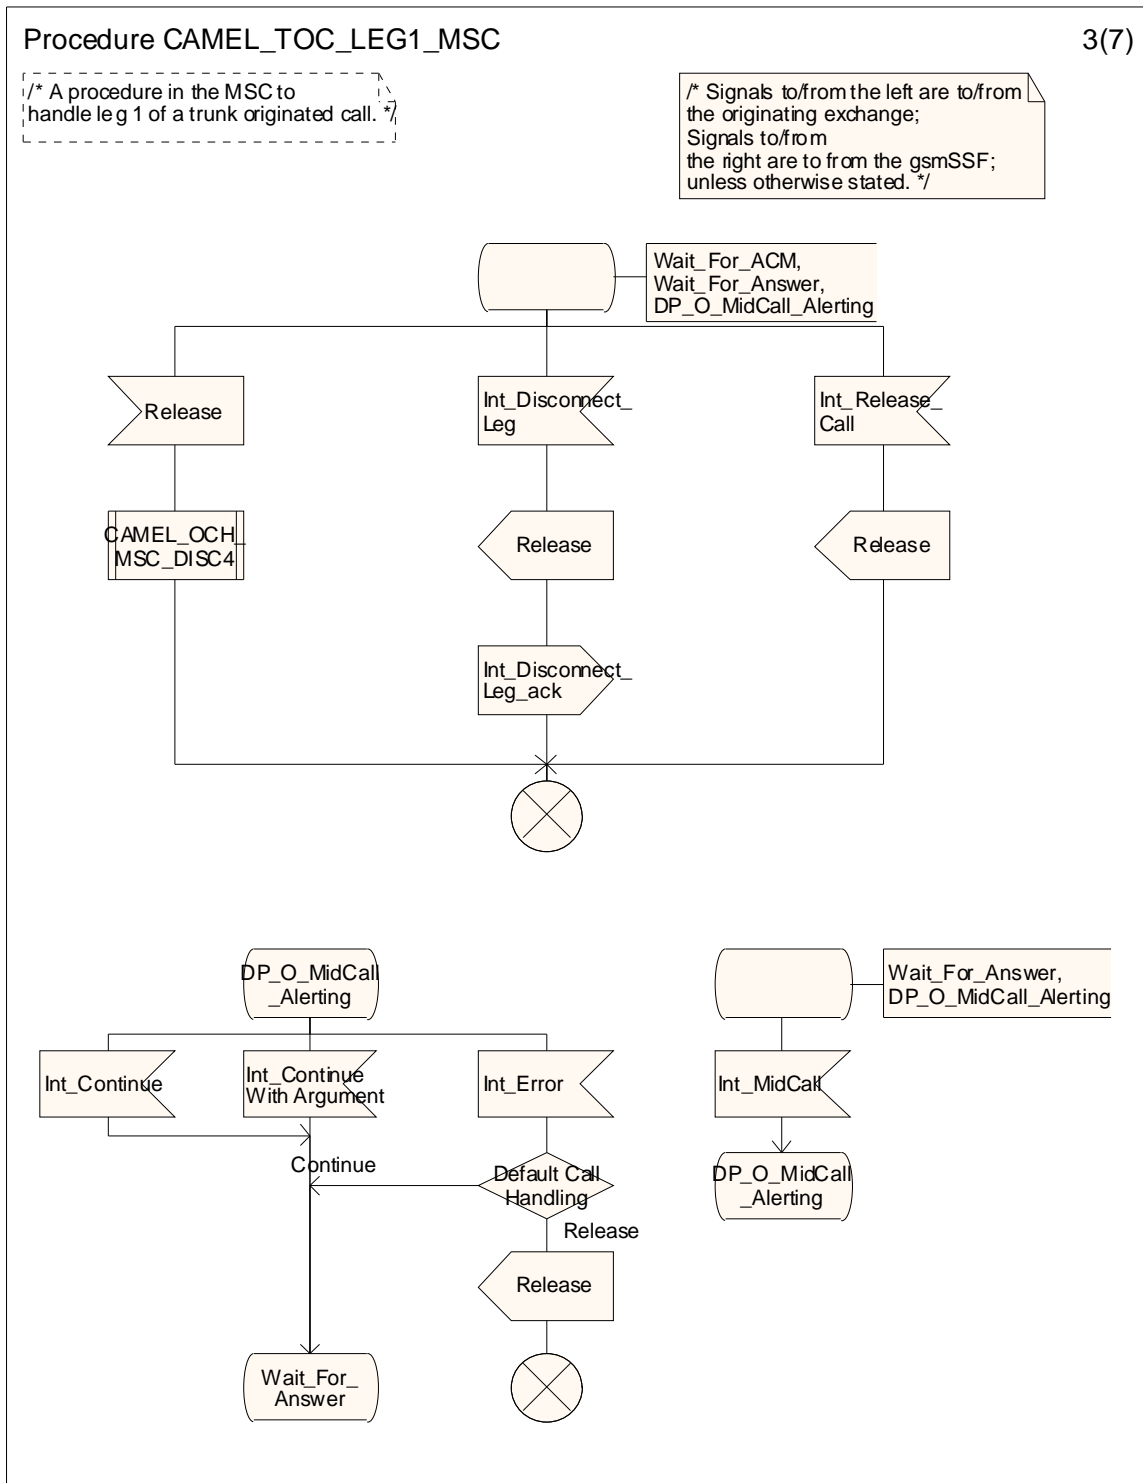 Procedure CAMEL_TOC_LEG1_MSC
3(7)
/* A procedure in the MSC to
handle leg 1 of a trunk originated call. */
/* Signals to/from the left are to/from
the originating exchange;
Signals to/from
the right are to from the gsmSSF;
unless otherwise stated. */
Wait_For_ACM,
Wait_For_Answer,
DP_O_MidCall_Alerting
Release
Int_Disconnect_
Leg
Int_Release_
Call
CAMEL_OCH_
MSC_DISC4
Release
Release
Int_Disconnect_
Leg_ack
DP_O_MidCall
_Alerting
Wait_For_Answer,
DP_O_MidCall_Alerting
Int_Continue
Int_Continue
With Argument
Int_Error
Int_MidCall
Continue
Default Call
Handling
DP_O_MidCall
_Alerting
Release
Release
Wait_For_
Answer